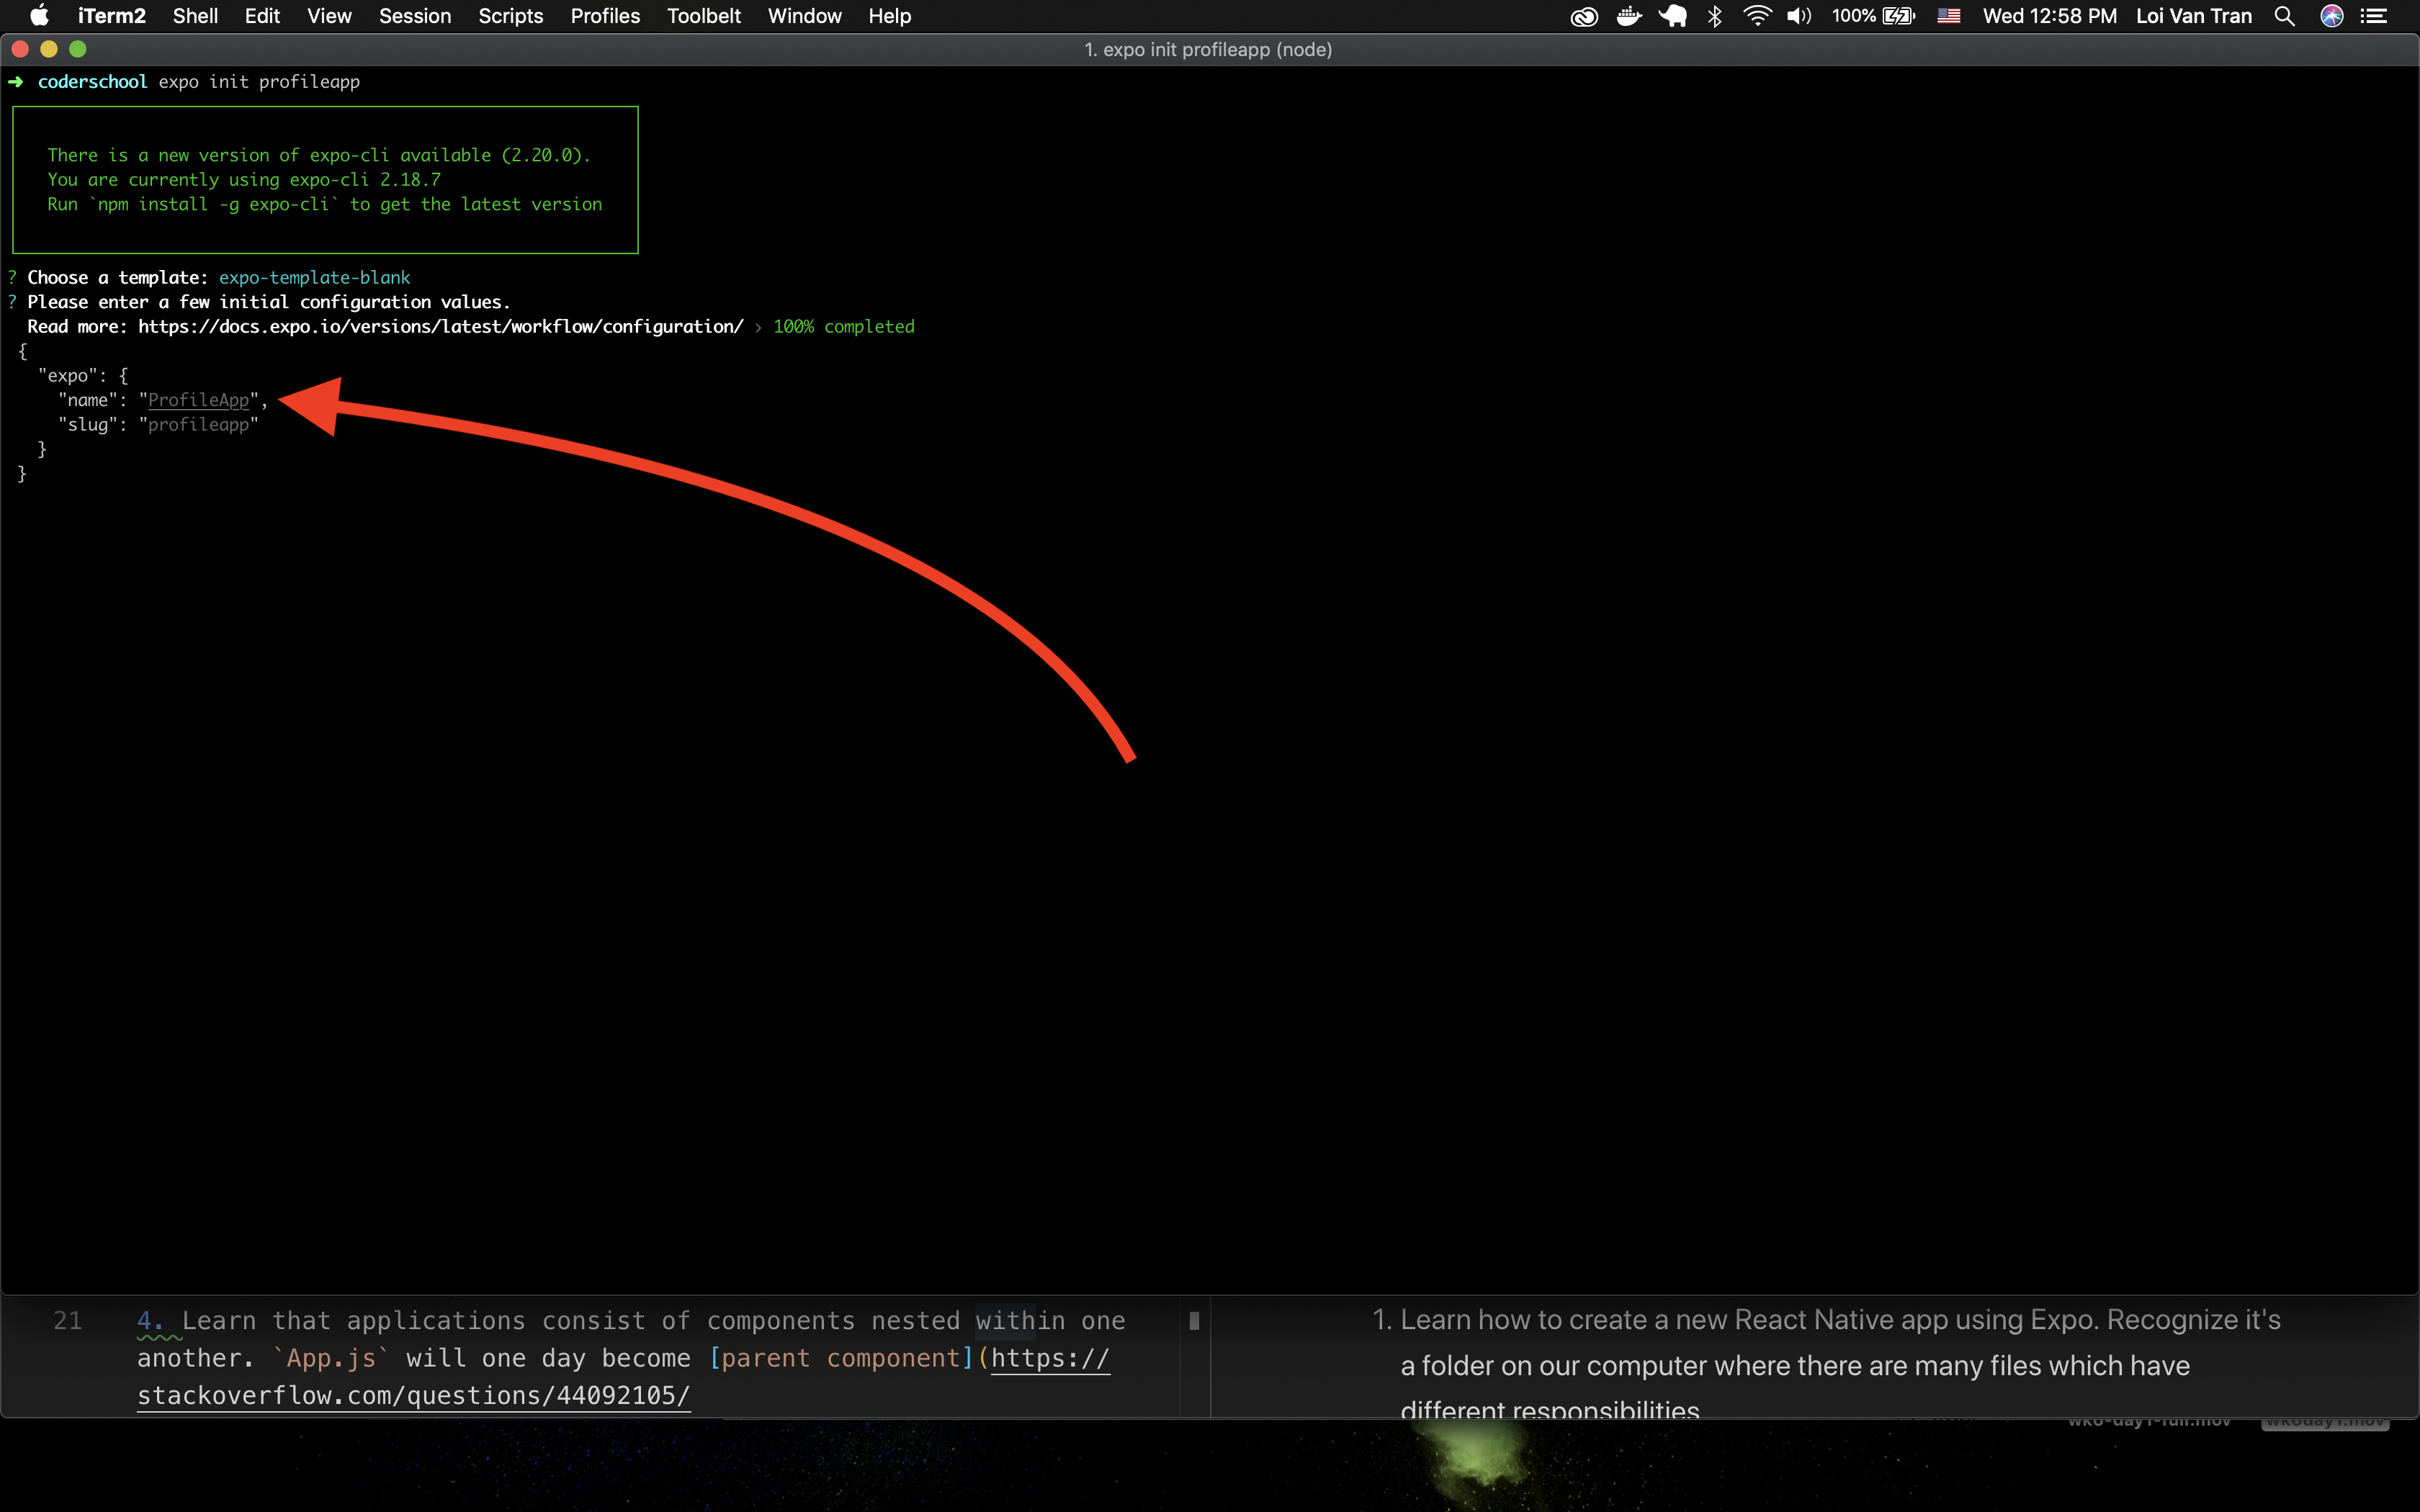 iTerm2 Shell Edit View Session Scripts Profiles Toolbelt Window Help 100% Wed 12:58 PM Loi Van Tran
1. expo init profileapp (node)
➜ coderschool expo init profileapp
There is a new version of expo-cli available (2.20.0).
You are currently using expo-cli 2.18.7
Run `npm install -g expo-cli` to get the latest version
? Choose a template: expo-template-blank
? Please enter a few initial configuration values.
Read more: https://docs.expo.io/versions/latest/workflow/configuration/ › 100% completed
{
"expo": {
"name": "ProfileApp",
"slug": "profileapp"
}
}
21 4. Learn that applications consist of components nested within one
another. `App.js` will one day become [parent component](https://
stackoverflow.com/questions/44092105/
1. Learn how to create a new React Native app using Expo. Recognize it's
a folder on our computer where there are many files which have
different responsibilities